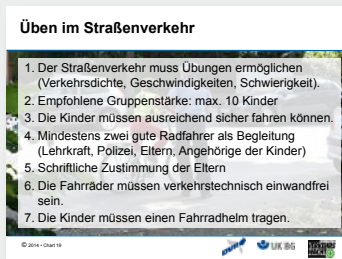 Üben im Straßenverkehr
1. Der Straßenverkehr muss Übungen ermöglichen
(Verkehrsdichte, Geschwindigkeiten, Schwierigkeit).
2. Empfohlene Gruppenstärke: max. 10 Kinder
3. Die Kinder müssen ausreichend sicher fahren können.
4. Mindestens zwei gute Radfahrer als Begleitung
(Lehrkraft, Polizei, Eltern, Angehörige der Kinder)
5. Schriftliche Zustimmung der Eltern
6. Die Fahrräder müssen verkehrstechnisch einwandfrei
sein.
7. Die Kinder müssen einen Fahrradhelm tragen.
© 2014 • Chart 19
UK BG